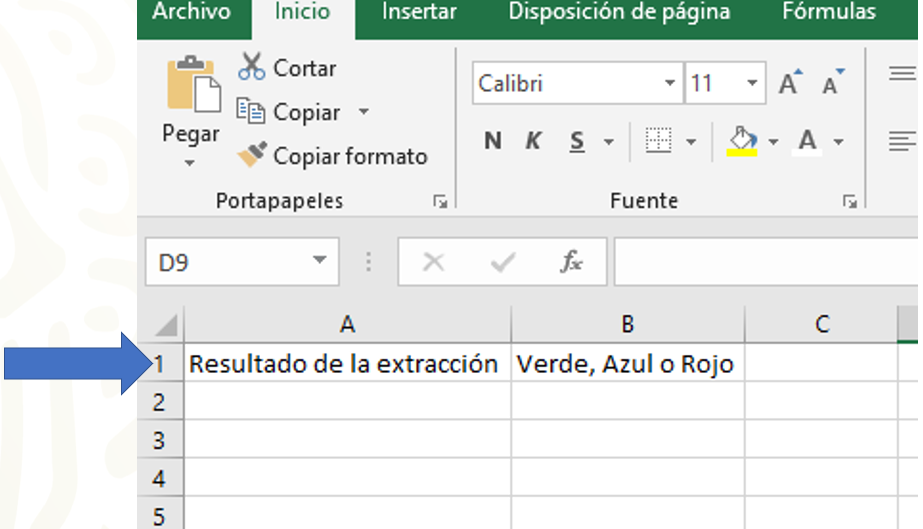 Archivo Inicio Insertar Disposición de página Fórmulas
Cortar
Copiar
Copiar formato
Pegar
Portapapeles
Calibri 11 A A
N K S A
Fuente
D9 fx
A B C
1 Resultado de la extracción Verde, Azul o Rojo
2
3
4
5